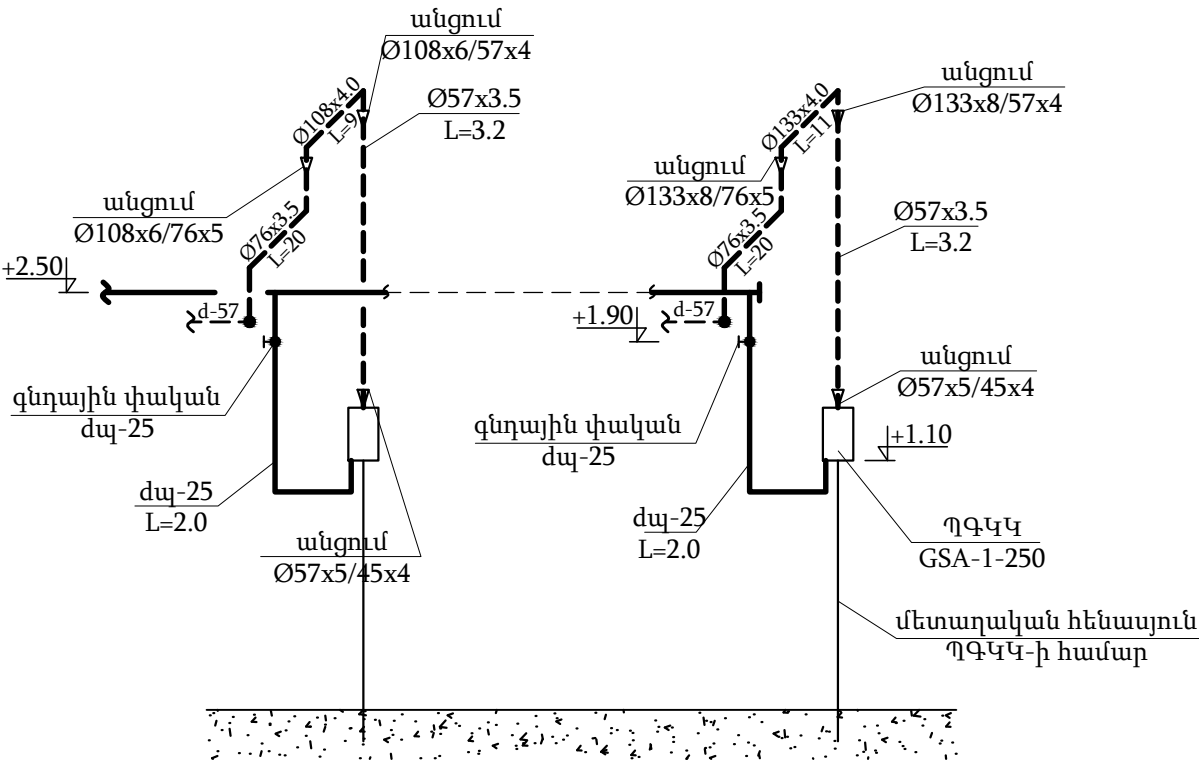 անցում
Ø108x6/57x4
Ø108x4.0
L=9
Ø57x3.5
L=3.2
անցում
Ø108x6/76x5
Ø76x3.5
L=20
+2.50
d-57
գնդային փական
dպ-25
dպ-25
L=2.0
անցում
Ø57x5/45x4
անցում
Ø133x8/57x4
Ø133x4.0
L=11
անցում
Ø133x8/76x5
Ø76x3.5
L=20
Ø57x3.5
L=3.2
+1.90
d-57
անցում
Ø57x5/45x4
գնդային փական
dպ-25
+1.10
dպ-25
L=2.0
ՊԳԿԿ
GSA-1-250
մետաղական հենասյուն
ՊԳԿԿ-ի համար